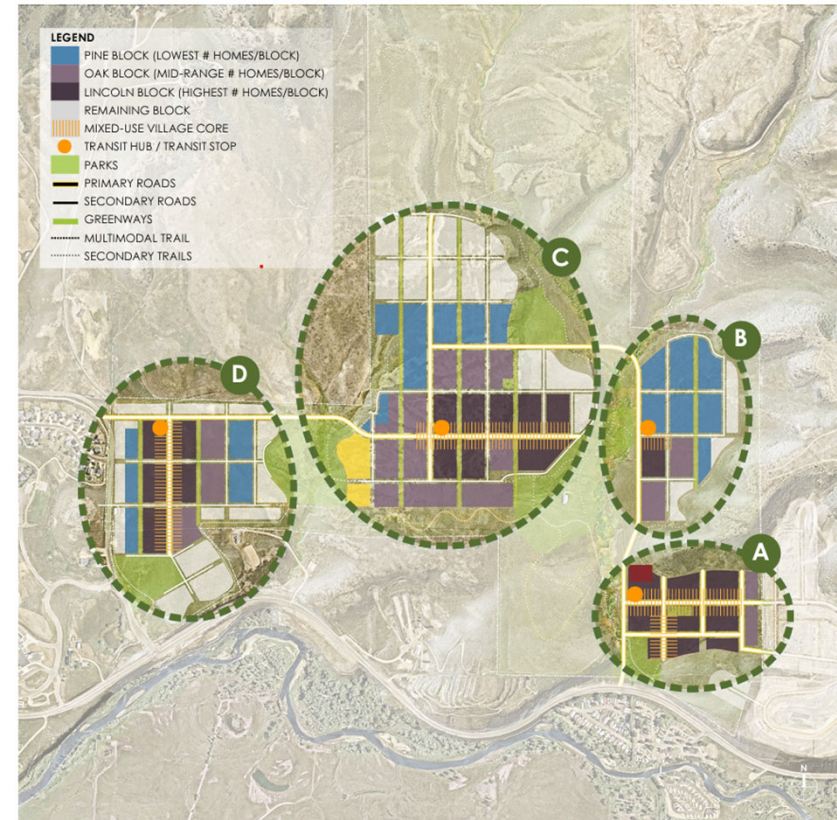 LEGEND
PINE BLOCK (LOWEST # HOMES/BLOCK)
OAK BLOCK (MID-RANGE # HOMES/BLOCK)
LINCOLN BLOCK (HIGHEST # HOMES/BLOCK)
REMAINING BLOCK
MIXED-USE VILLAGE CORE
TRANSIT HUB / TRANSIT STOP
PARKS
PRIMARY ROADS
SECONDARY ROADS
GREENWAYS
MULTIMODAL TRAIL
SECONDARY TRAILS
C
B
D
A
N